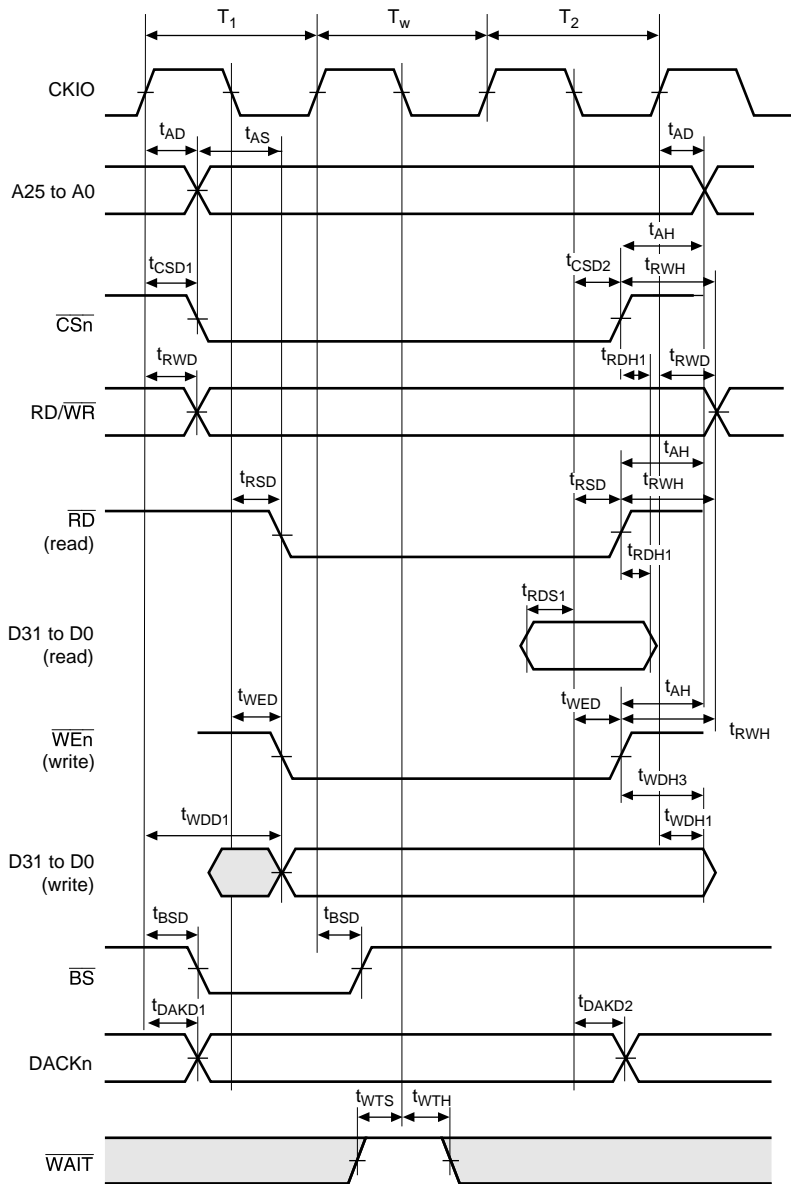 T1 Tw T2
CKIO
tAD tAS tAD
A25 to A0
tAH
tCSD1 tCSD2 tRWH
CSn
tRWD tRDH1 tRWD
RD/WR
tAH
tRSD tRSD tRWH
RD
(read)
tRDH1
tRDS1
D31 to D0
(read)
tWED tWED tAH
WEn
(write)
tRWH
tWDH3
tWDD1 tWDH1
D31 to D0
(write)
tBSD tBSD
BS
tDAKD1 tDAKD2
DACKn
tWTS tWTH
WAIT